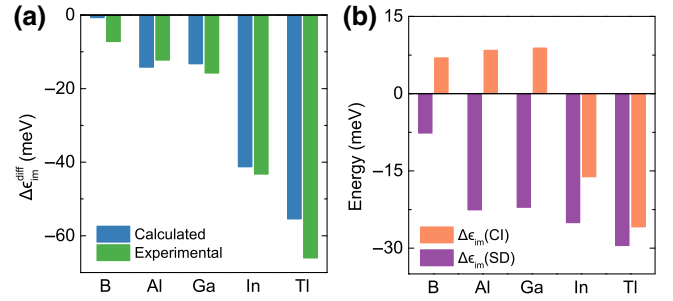 (a)
0
−20
−40
−60
Δϵ_im^diff (meV)
Calculated
Experimental
B Al Ga In Tl
(b)
15
0
−15
−30
Energy (meV)
Δϵ_im(CI)
Δϵ_im(SD)
B Al Ga In Tl